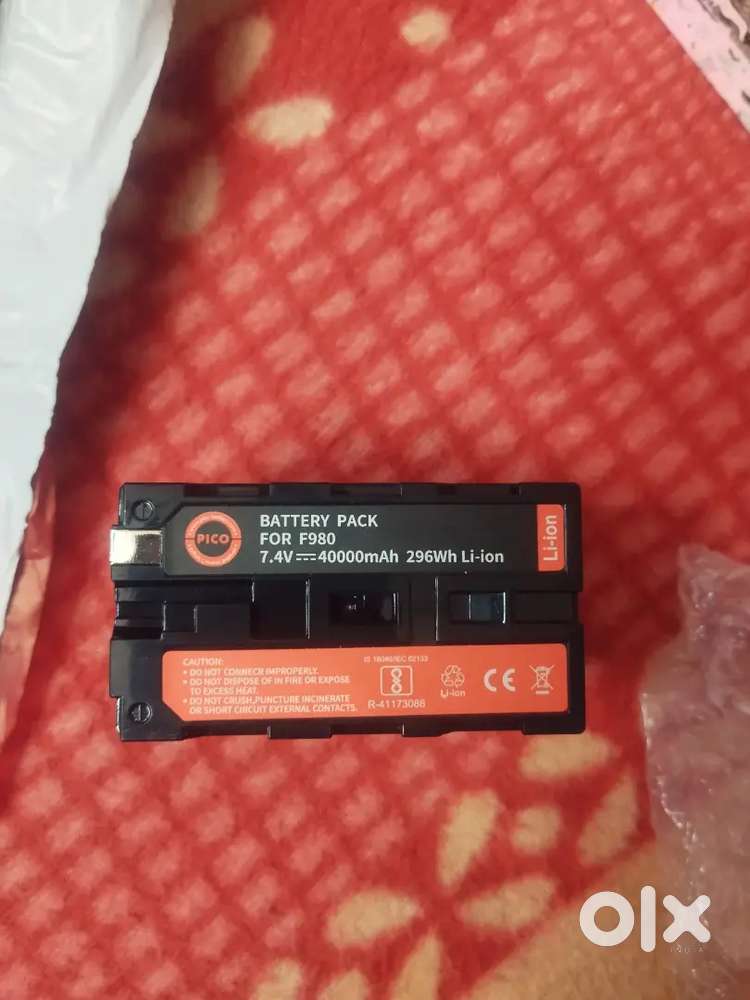 PICO
BATTERY PACK
FOR F980
7.4V⎓40000mAh 296Wh Li-ion
Li-ion
CAUTION:
• DO NOT CONNECR IMPROPERLY.
• DO NOT DISPOSE OF IN FIRE OR EXPOSE
TO EXCESS HEAT.
• DO NOT CRUSH,PUNCTURE INCINERATE
OR SHORT CIRCUIT EXTERNAL CONTACTS.
IS 16046/IEC 62133
R-41173086
Li-ion
CE
olx
INDIA